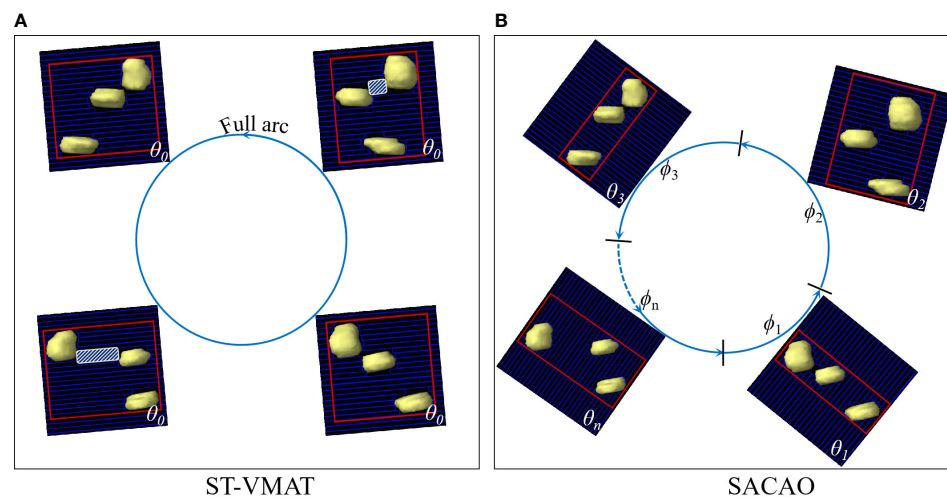 A
B
θ₀
θ₀
Full arc
θ₀
θ₀
θ₃
ϕ₃
θ₂
ϕ₂
ϕₙ
ϕ₁
θₙ
θ₁
ST-VMAT
SACAO